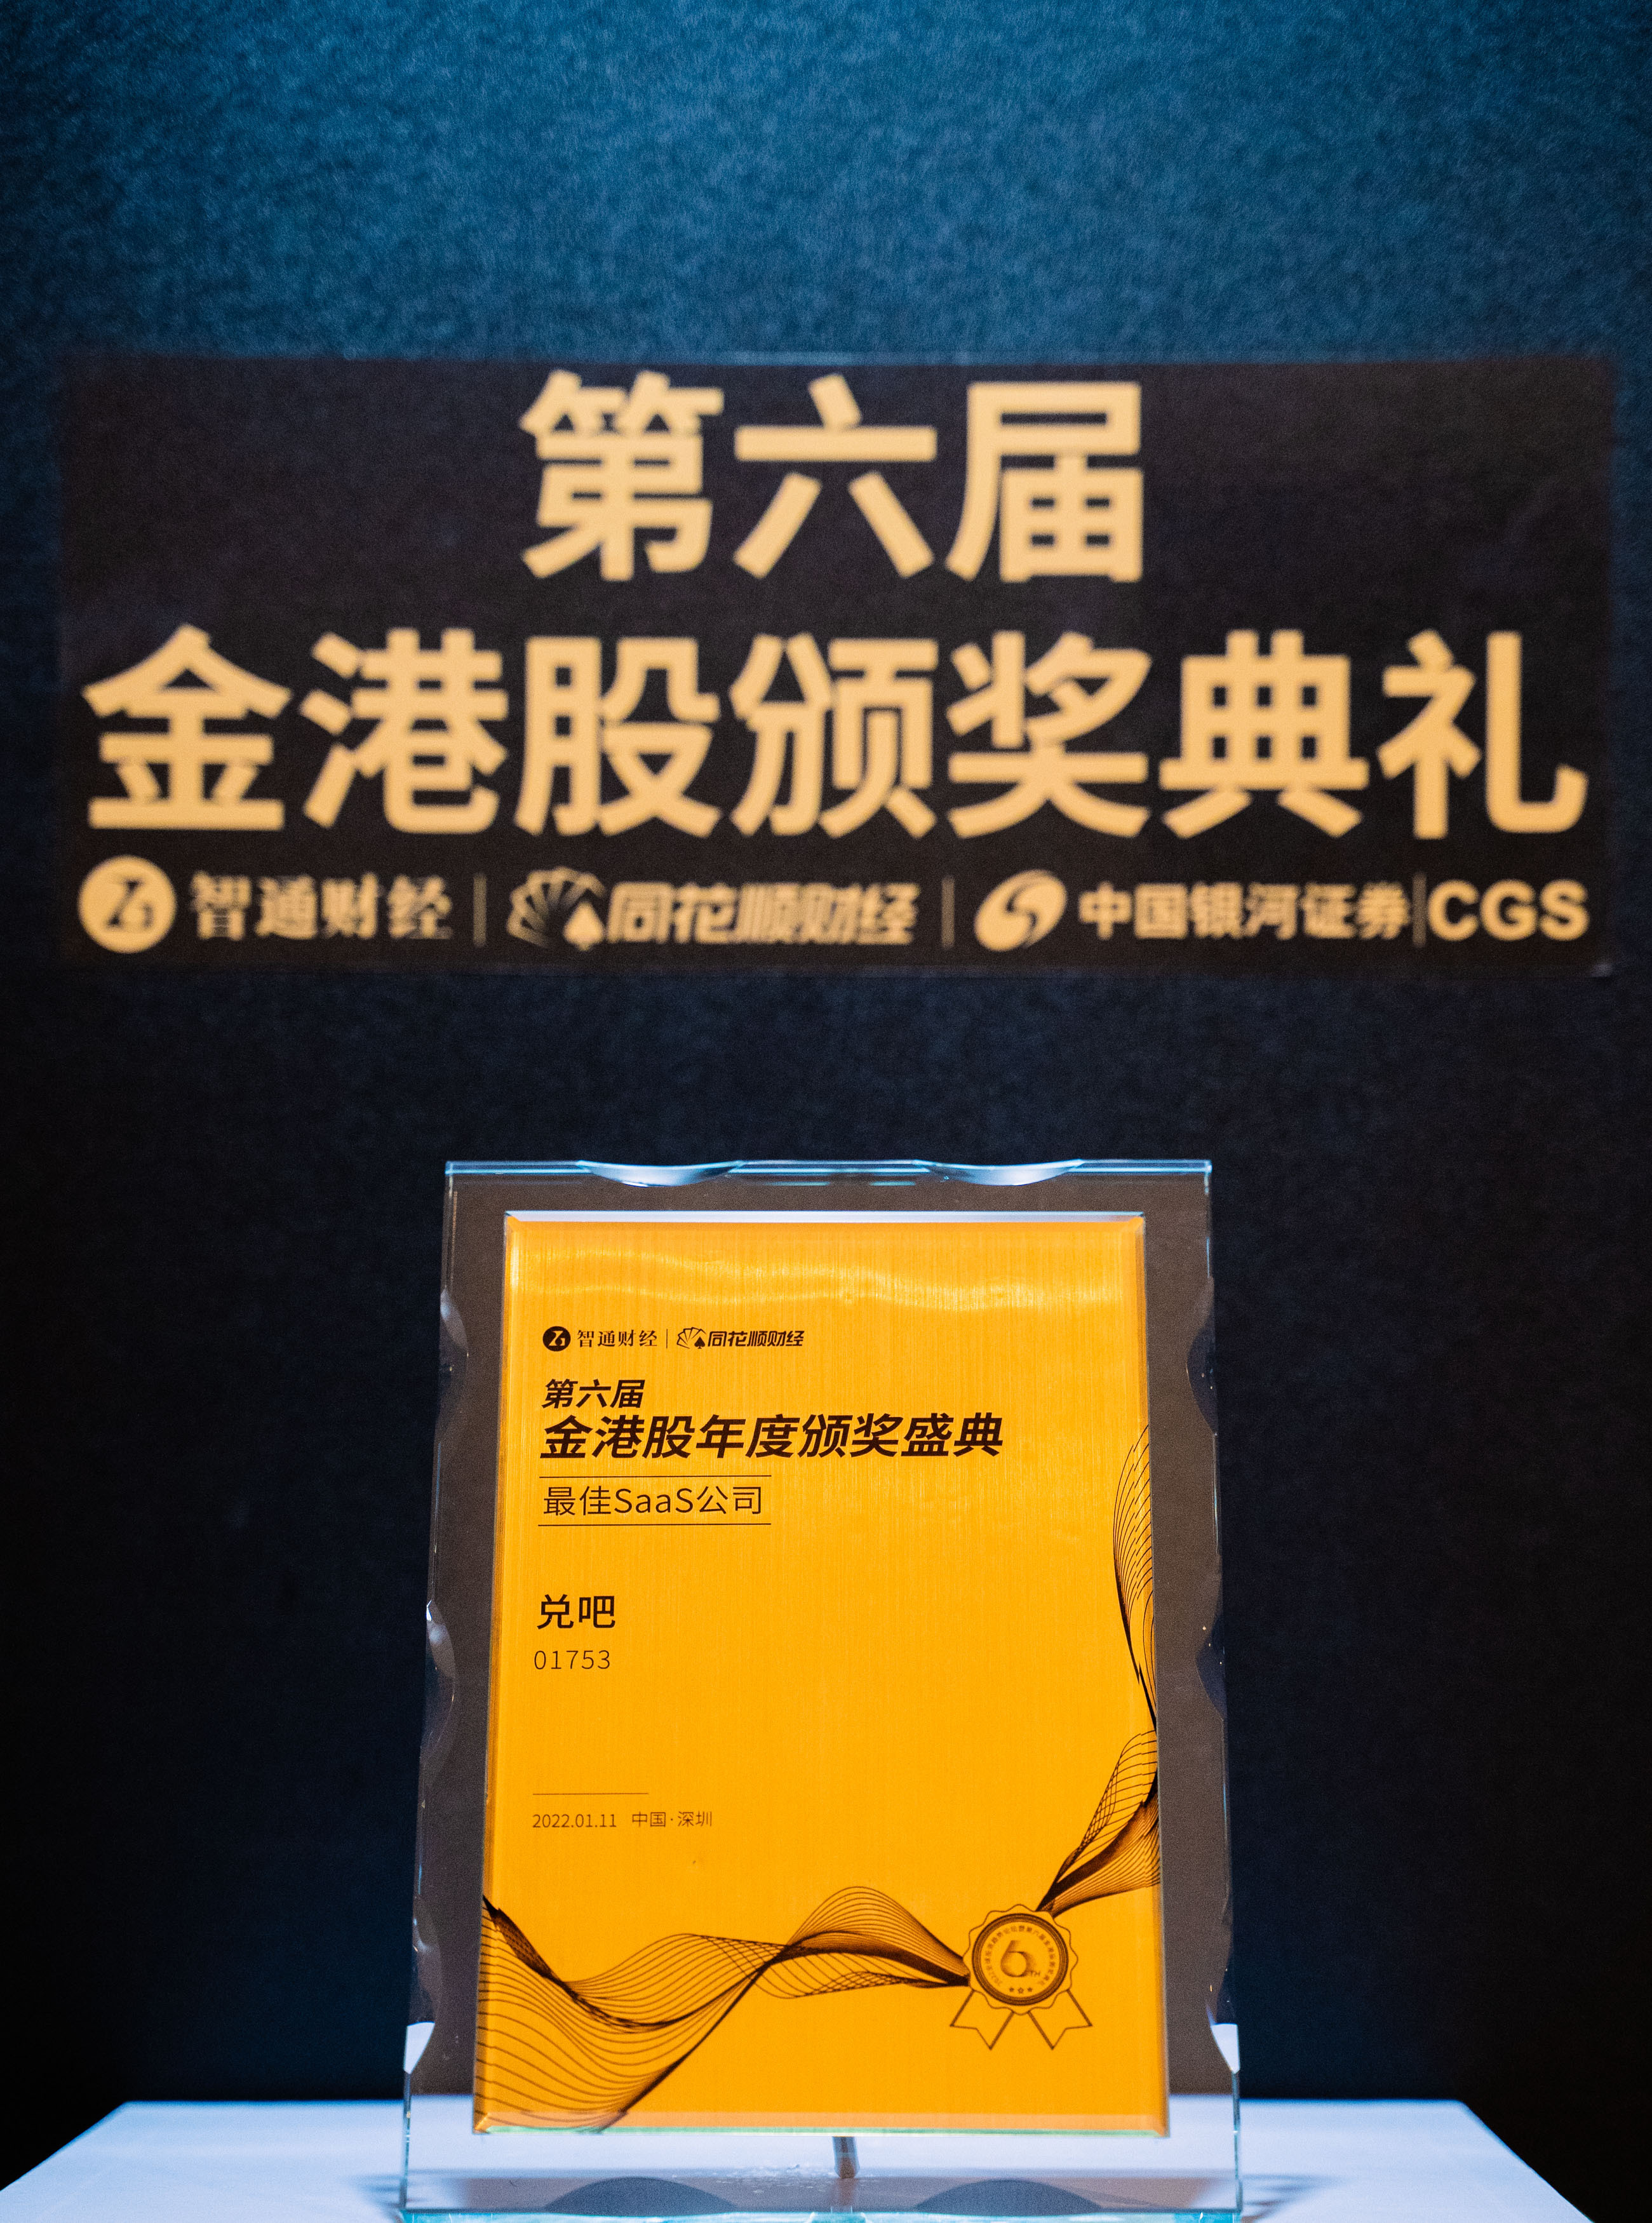 第六届
金港股颁奖典礼
智通财经 | 同花顺财经 | 中国银河证券 | CGS
智通财经 | 同花顺财经
第六届
金港股年度颁奖盛典
最佳SaaS公司
兑吧
01753
2022.01.11 中国·深圳
6TH